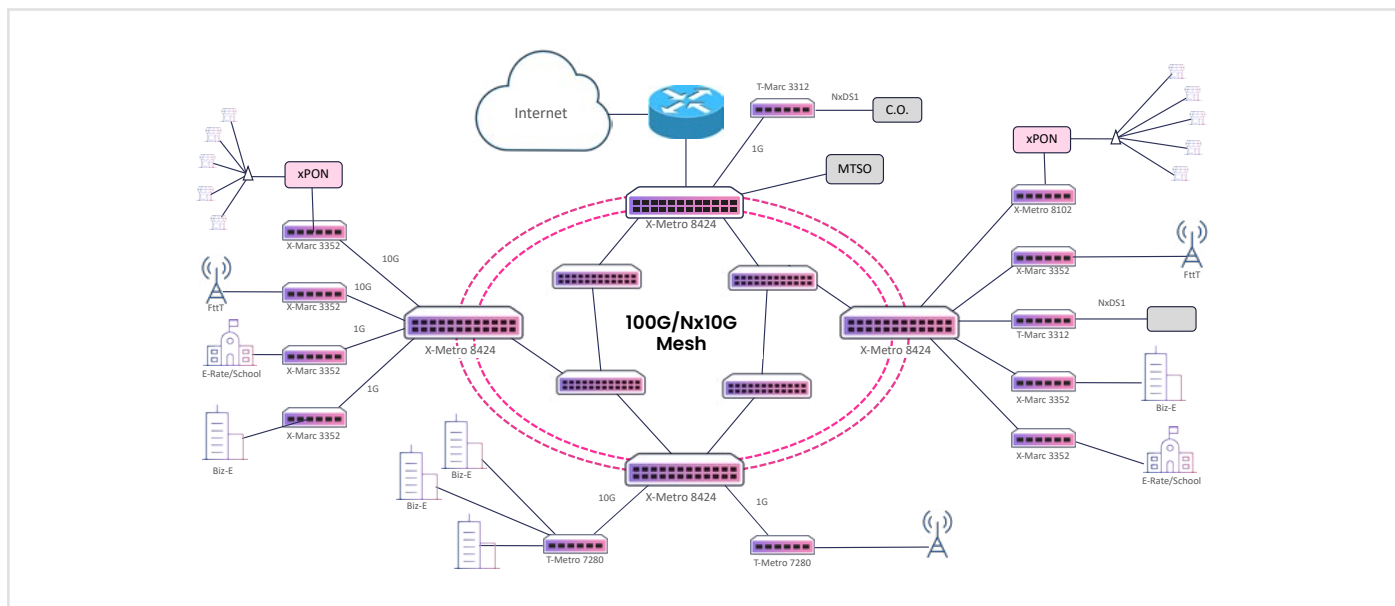 T-Marc 3312
NxDS1
C.O.
Internet
1G
MTSO
xPON
xPON
X-Metro 8424
X-Metro 8102
X-Marc 3352
10G
FttT
10G
X-Marc 3352
1G
E-Rate/School
X-Marc 3352
1G
X-Marc 3352
Biz-E
X-Metro 8424
100G/Nx10G
Mesh
X-Metro 8424
X-Marc 3352
FttT
NxDS1
T-Marc 3312
X-Marc 3352
Biz-E
X-Marc 3352
E-Rate/School
Biz-E
Biz-E
10G
X-Metro 8424
1G
T-Metro 7280
T-Metro 7280